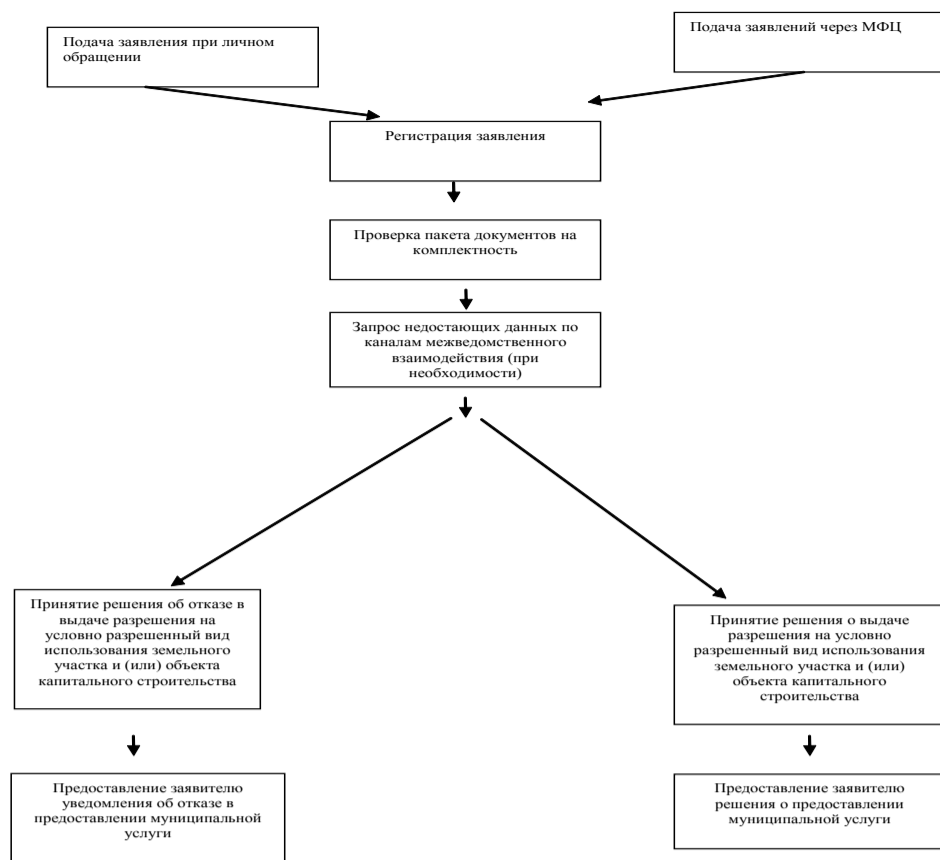 Подача заявления при личном
обращении
Подача заявлений через МФЦ
Регистрация заявления
Проверка пакета документов на
комплектность
Запрос недостающих данных по
каналам межведомственного
взаимодействия (при
необходимости)
Принятие решения об отказе в
выдаче разрешения на
условно разрешенный вид
использования земельного
участка и (или) объекта
капитального строительства
Принятие решения о выдаче
разрешения на условно
разрешенный вид использования
земельного участка и (или)
объекта капитального
строительства
Предоставление заявителю
уведомления об отказе в
предоставлении муниципальной
услуги
Предоставление заявителю
решения о предоставлении
муниципальной услуги